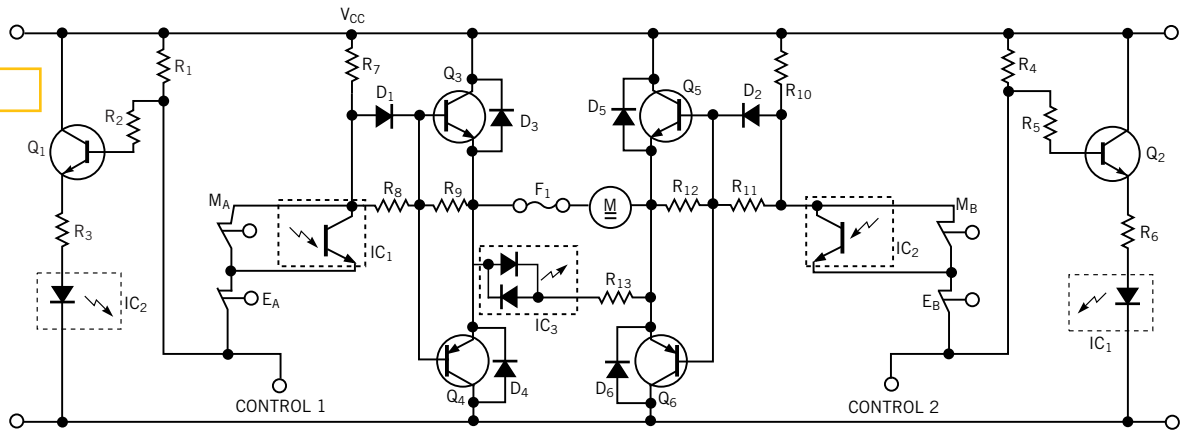 VCC
R1
R7
R4
Q3
Q5
D1
D2
R10
R2
D3
D5
R5
Q1
Q2
MA
R8
R9
F1
M
R12
R11
MB
R3
IC1
IC2
R6
EA
IC2
R13
EB
IC3
IC1
D4
D6
Q4
Q6
CONTROL 1
CONTROL 2